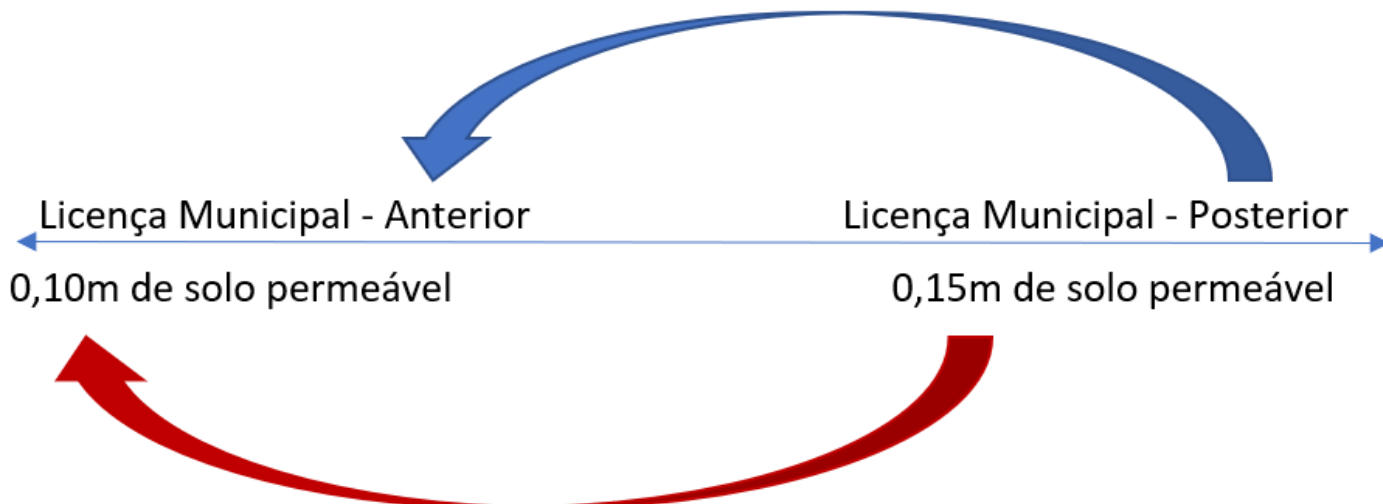 Licença Municipal - Anterior
Licença Municipal - Posterior
0,10m de solo permeável
0,15m de solo permeável